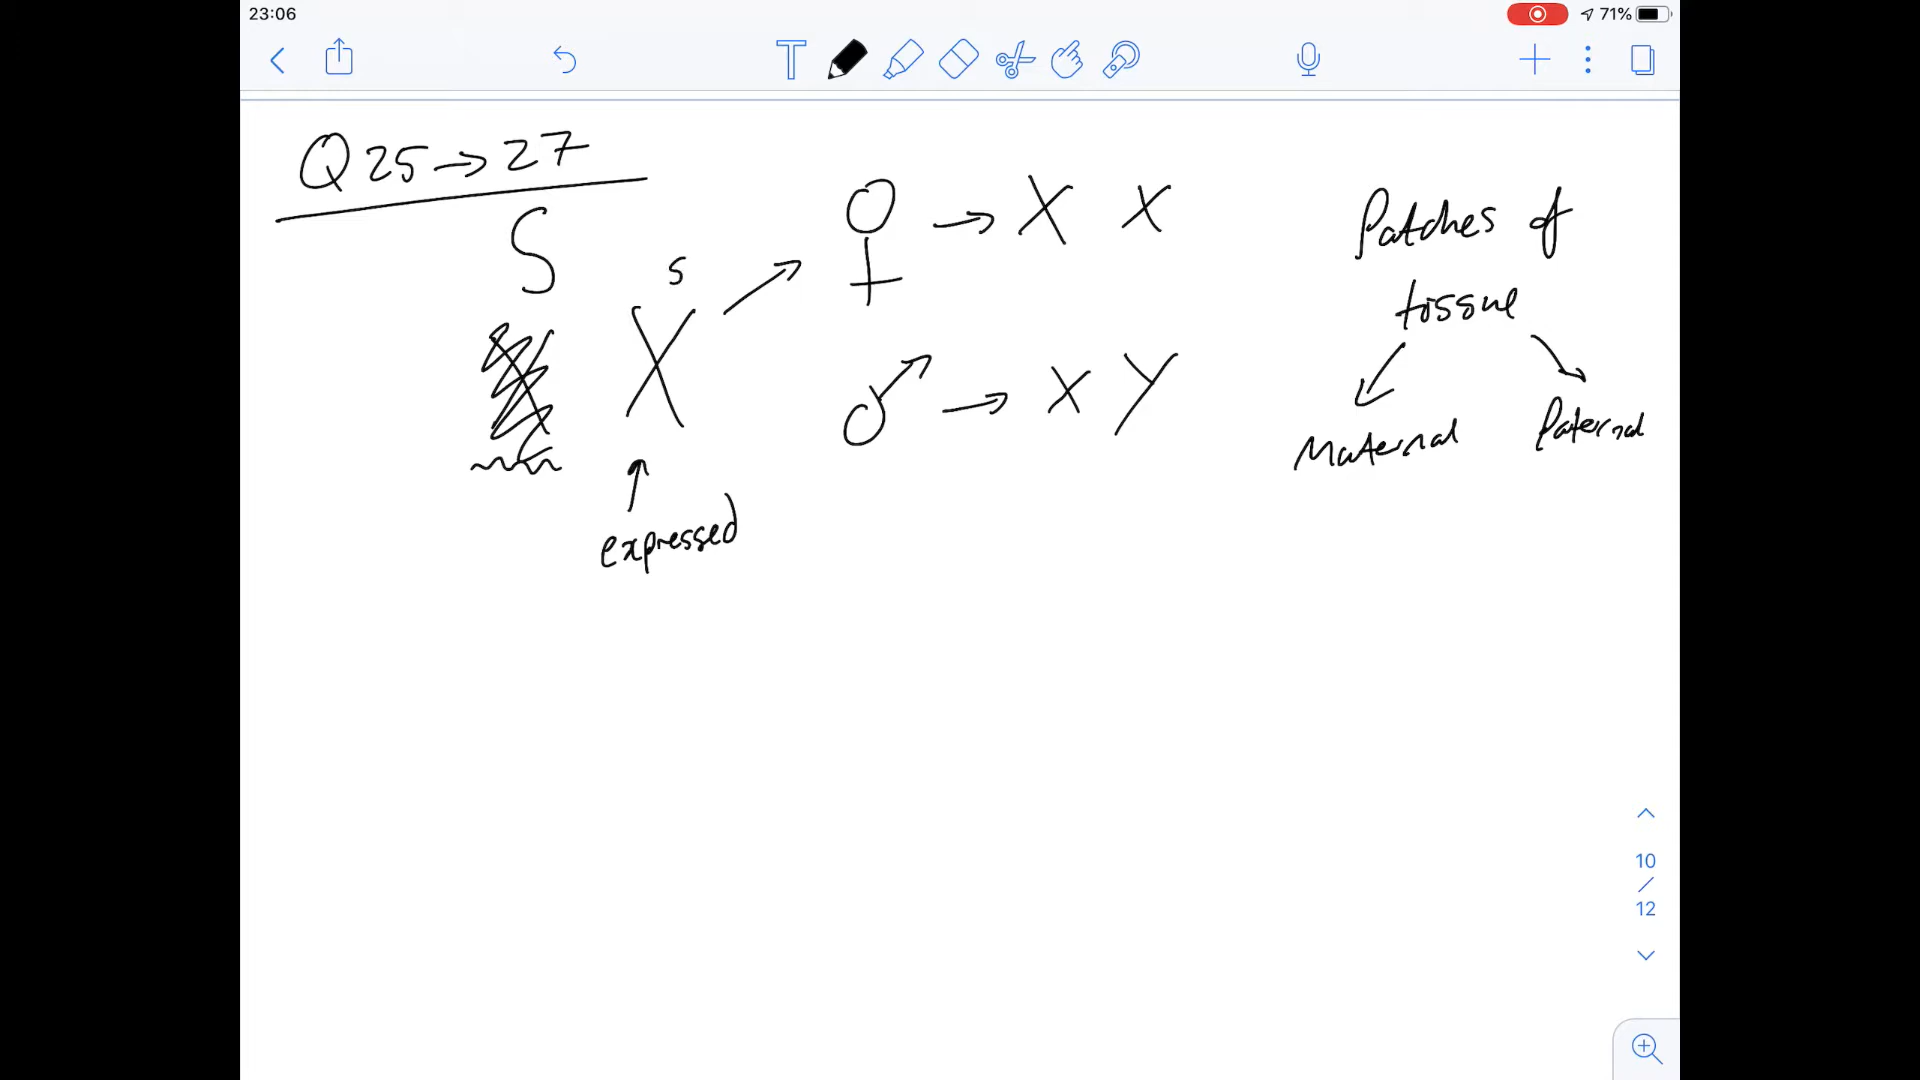 23:06
71%
T
Q25→27
S
s
X
expressed
♀ → X X
♂ → X Y
Patches of
tissue
Maternal
Paternal
10
/
12